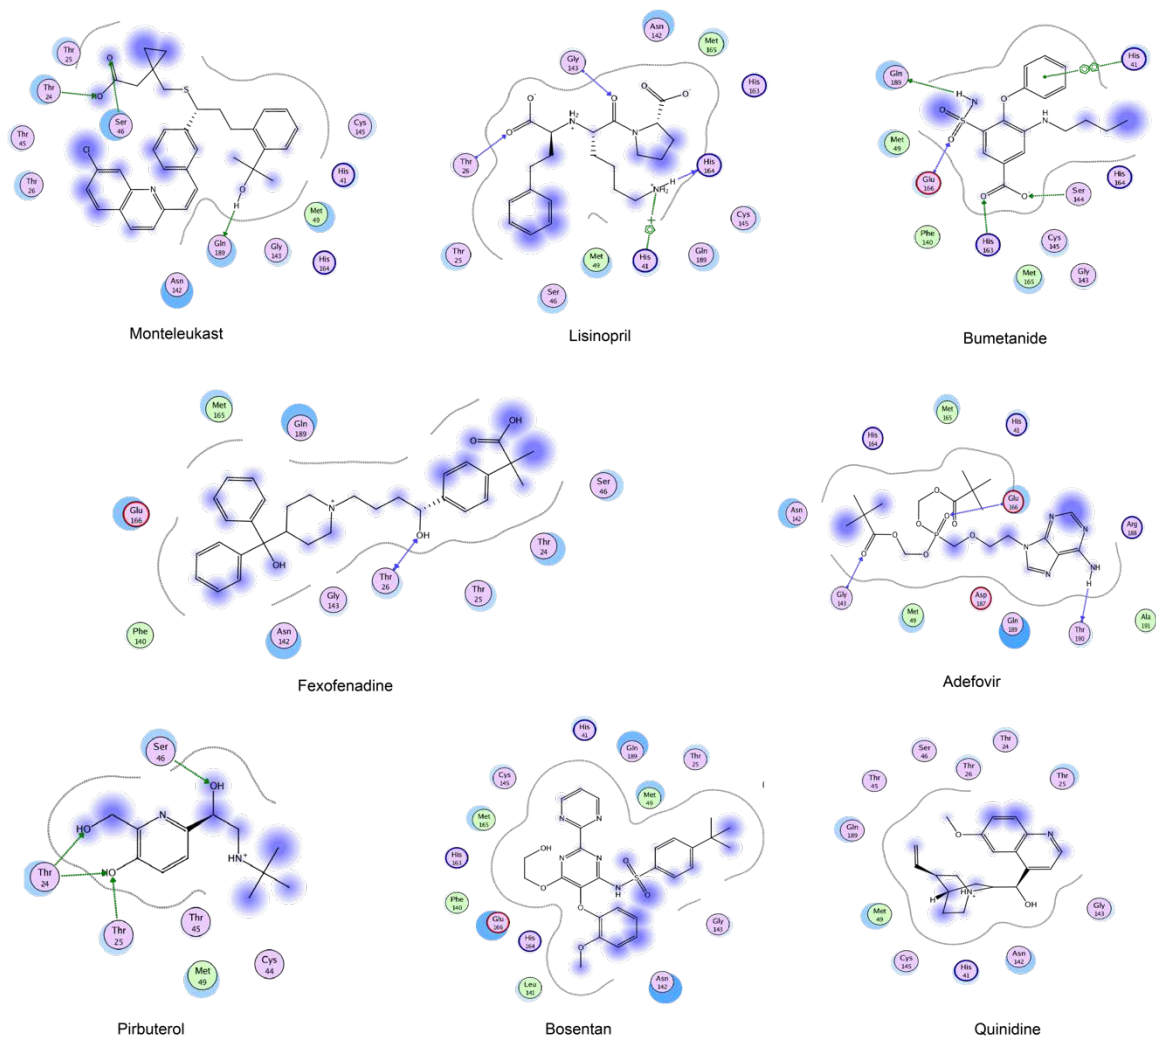 Thr
25
Thr
24
HO
O
S
Ser
46
Thr
45
Cys
145
Cl
His
41
Thr
26
N
O
H
Met
49
Gln
189
Gly
143
His
164
Asn
142
Monteleukast
Asn
142
Met
165
Gly
143
His
163
O-
O
O
O
O-
NH2
+
N
Thr
26
His
164
H
NH2
+
Cys
145
Thr
25
Met
49
His
41
Gln
189
Ser
46
Lisinopril
Gln
189
His
41
H
NH
O
S
O
O
N
H
Met
49
Glu
166
Ser
144
His
164
O
O-
Phe
140
His
163
Cys
145
Met
165
Gly
143
Bumetanide
Met
165
Gln
189
OH
O
Ser
46
Glu
166
N
+
OH
OH
Thr
24
Thr
26
Thr
25
Gly
143
Phe
140
Asn
142
Fexofenadine
Met
165
His
41
His
164
Glu
166
Asn
142
O
O
O
O
P
O
O
O
O
N
N
N
N
N
NH
H
Arg
188
Gly
143
Met
49
Asp
187
Gln
189
Thr
190
Ala
191
Adefovir
Ser
46
OH
HO
N
Thr
24
HO
HN+
Thr
25
Thr
45
Met
49
Cys
44
Pirbuterol
His
41
Gln
189
Thr
25
Cys
145
Met
49
Met
165
N
N
OH
His
163
N
N
O
O
S
O
N
H
O
O
Phe
140
Glu
166
His
164
Gly
143
Leu
141
Asn
142
Bosentan
Ser
46
Thr
24
Thr
45
Thr
26
Thr
25
Gln
189
O
N
H
HN
+
OH
Met
49
Gly
143
Cys
145
His
41
Asn
142
Quinidine